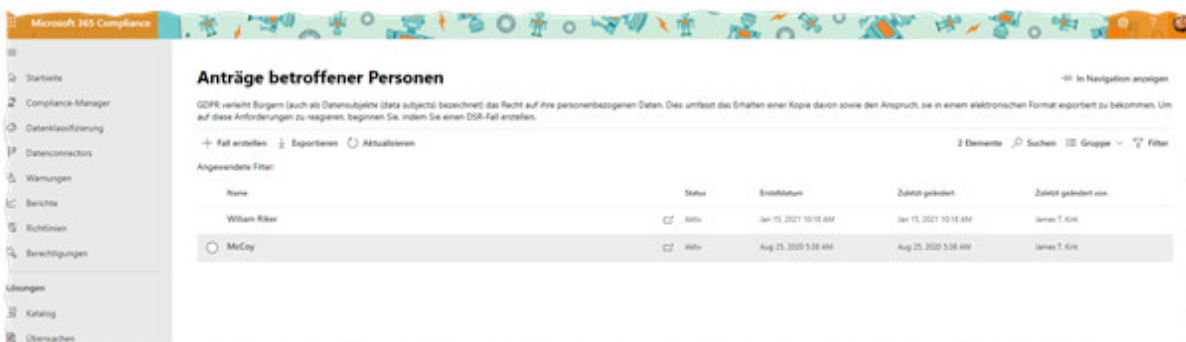 Microsoft 365 Compliance
?
Startseite
Compliance-Manager
Datenklassifizierung
Datenconnectors
Warnungen
Berichte
Richtlinien
Berechtigungen
Lösungen
Katalog
Überwachen
Anträge betroffener Personen
In Navigation anzeigen
GDPR verleiht Bürgern (auch als Datensubjekte (data subjects) bezeichnet) das Recht auf ihre personenbezogenen Daten. Dies umfasst das Erhalten einer Kopie davon sowie den Anspruch, sie in einem elektronischen Format exportiert zu bekommen. Um
auf diese Anforderungen zu reagieren, beginnen Sie, indem Sie einen DSR-Fall erstellen.
Fall erstellen Exportieren Aktualisieren 2 Elemente Suchen Gruppe Filter
Angewendete Filter:
Name Status Erstelldatum Zuletzt geändert Zuletzt geändert von
William Riker Aktiv Jan 15, 2021 10:18 AM Jan 15, 2021 10:18 AM James T. Kirk
McCoy Aktiv Aug 25, 2020 5:38 AM Aug 25, 2020 5:38 AM James T. Kirk